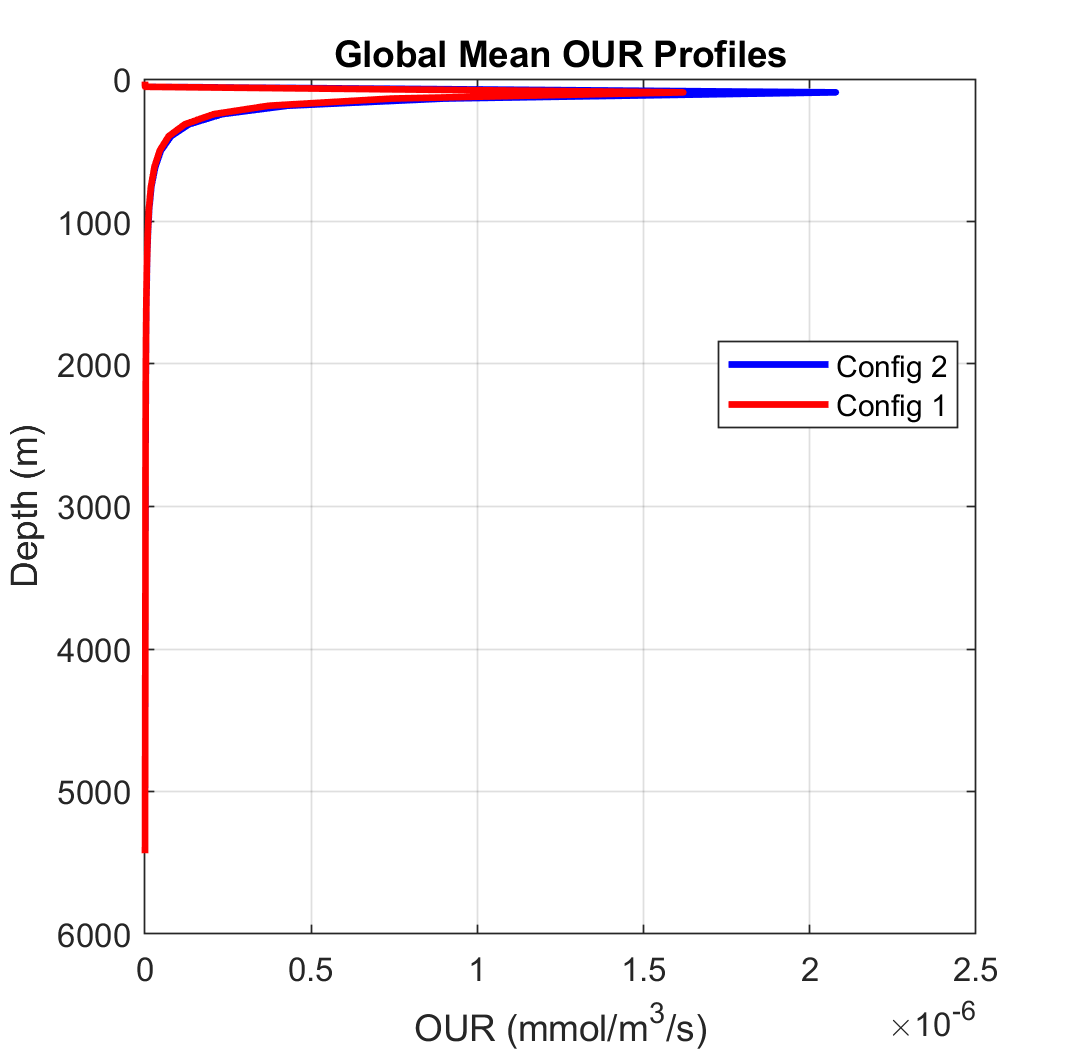 Global Mean OUR Profiles
0
1000
2000
3000
4000
5000
6000
Depth (m)
Config 2
Config 1
0 0.5 1 1.5 2 2.5
OUR (mmol/m³/s)
×10⁻⁶